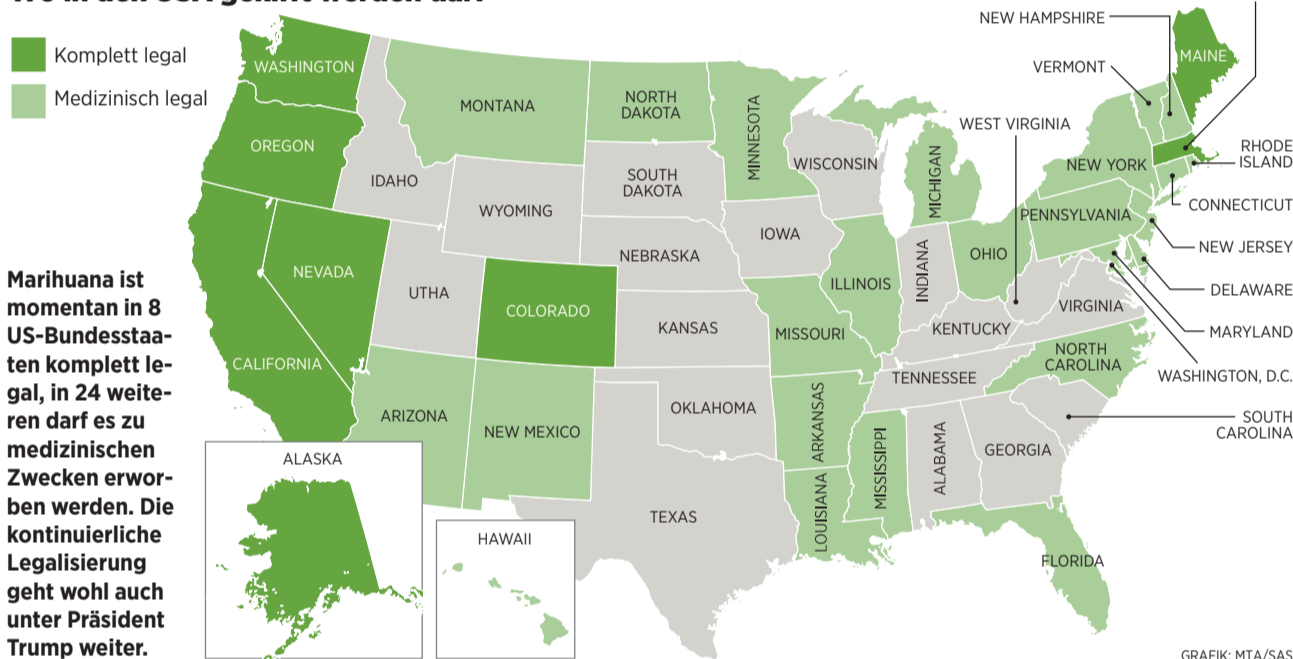 Komplett legal
Medizinisch legal
Marihuana ist
momentan in 8
US-Bundesstaa-
ten komplett le-
gal, in 24 weite-
ren darf es zu
medizinischen
Zwecken erwor-
ben werden. Die
kontinuierliche
Legalisierung
geht wohl auch
unter Präsident
Trump weiter.
WASHINGTON
OREGON
CALIFORNIA
NEVADA
IDAHO
MONTANA
WYOMING
UTHA
COLORADO
ARIZONA
NEW MEXICO
NORTH
DAKOTA
SOUTH
DAKOTA
NEBRASKA
KANSAS
OKLAHOMA
TEXAS
MINNESOTA
IOWA
MISSOURI
ARKANSAS
LOUISIANA
WISCONSIN
ILLINOIS
MICHIGAN
INDIANA
OHIO
KENTUCKY
TENNESSEE
MISSISSIPPI
ALABAMA
GEORGIA
FLORIDA
NORTH
CAROLINA
VIRGINIA
WEST VIRGINIA
PENNSYLVANIA
NEW YORK
VERMONT
NEW HAMPSHIRE
MAINE
RHODE
ISLAND
CONNECTICUT
NEW JERSEY
DELAWARE
MARYLAND
WASHINGTON, D.C.
SOUTH
CAROLINA
ALASKA
HAWAII
GRAFIK: MTA/SAS